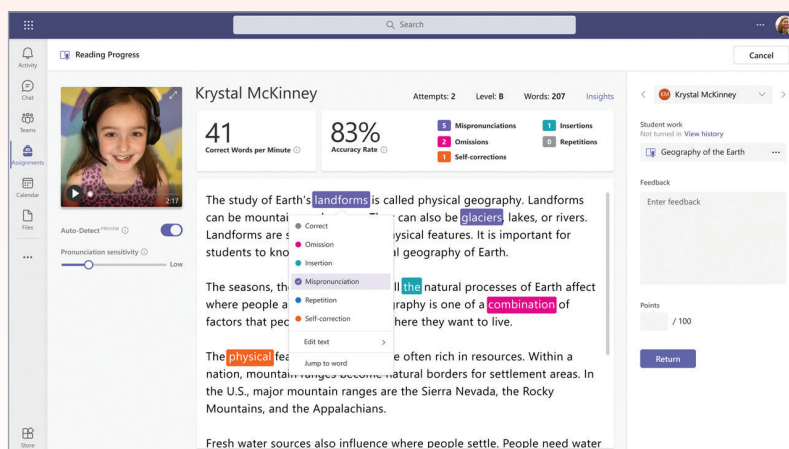 Search
...
Activity
Chat
Teams
Assignments
Calendar
Files
...
Store
Reading Progress
Cancel
2:17
Auto-Detect PREVIEW
Pronunciation sensitivity
Low
Krystal McKinney
Attempts: 2 Level: B Words: 207 Insights
41
Correct Words per Minute
83%
Accuracy Rate
5 Mispronunciations
2 Omissions
1 Self-corrections
1 Insertions
0 Repetitions
The study of Earth's landforms is called physical geography. Landforms
can be mountai can also be glaciers, lakes, or rivers.
Landforms are s ysical features. It is important for
students to kno al geography of Earth.
The seasons, th ll the natural processes of Earth affect
where people a graphy is one of a combination of
factors that peo here they want to live.
The physical fea e often rich in resources. Within a
nation, mountain ranges become natural borders for settlement areas. In
the U.S., major mountain ranges are the Sierra Nevada, the Rocky
Mountains, and the Appalachians.
Fresh water sources also influence where people settle. People need water
Correct
Omission
Insertion
Mispronunciation
Repetition
Self-correction
Edit text
Jump to word
KM Krystal McKinney
Student work
Not turned in View history
Geography of the Earth ...
Feedback
Enter feedback
Points
/ 100
Return